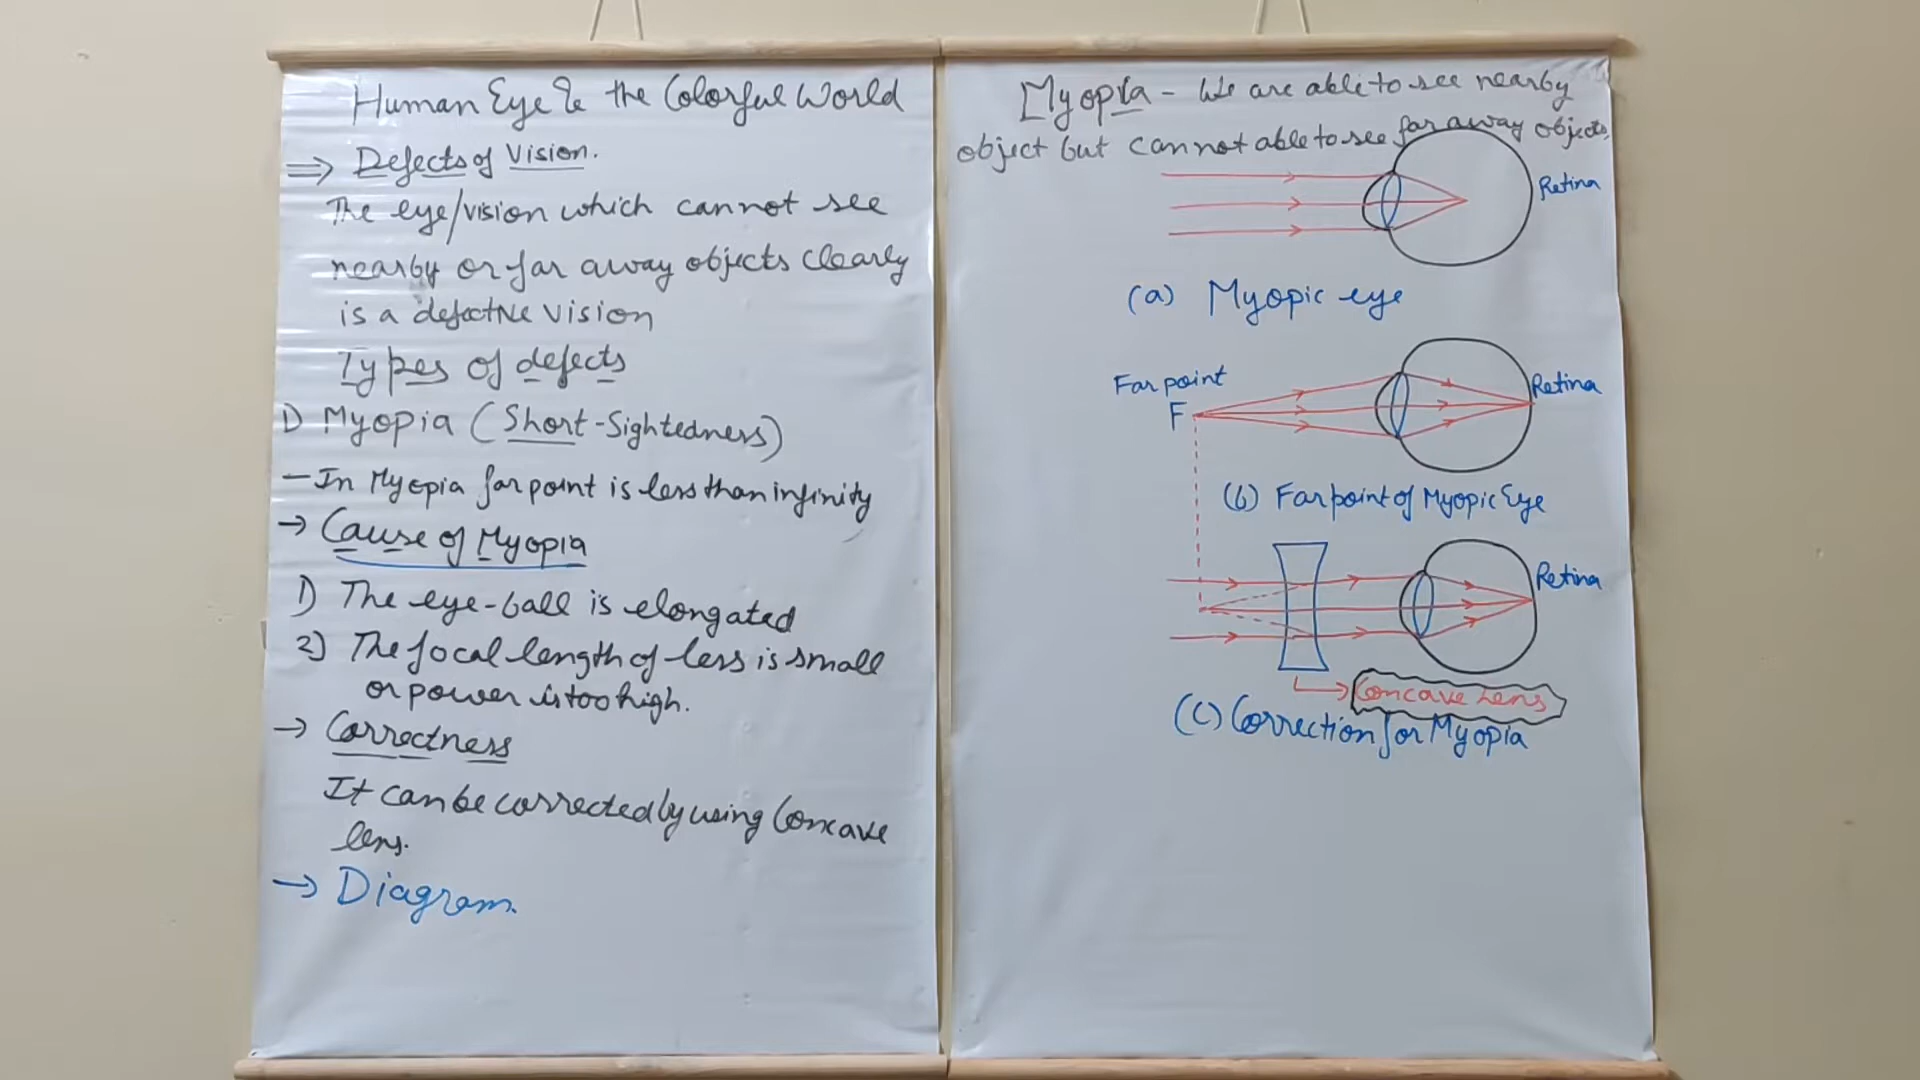 Human Eye & the Colorful World
⇒ Defects of Vision.
The eye/vision which cannot see
nearby or far away objects clearly
is a defective vision
Types of defects
1) Myopia (Short-Sightedness)
- In Myopia far point is less than infinity
→ Cause of Myopia
1) The eye-ball is elongated
2) The focal length of less is small
or power is too high.
→ Correctness
It can be corrected by using Concave
lens.
→ Diagram.
Myopia - We are able to see nearby
object but cannot able to see far away objects.
Retina
(a) Myopic eye
Far point
F
Retina
(b) Far point of Myopic Eye
Retina
Concave Lens
(C) Correction for Myopia